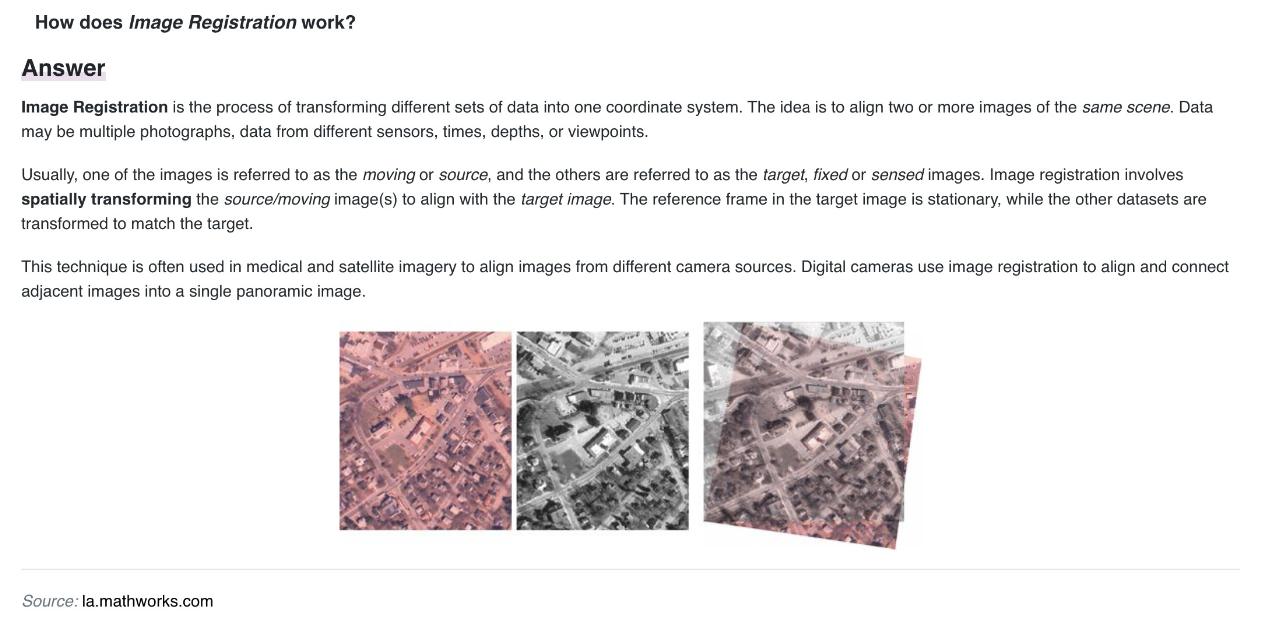 How does Image Registration work?
Answer
Image Registration is the process of transforming different sets of data into one coordinate system. The idea is to align two or more images of the same scene. Data
may be multiple photographs, data from different sensors, times, depths, or viewpoints.
Usually, one of the images is referred to as the moving or source, and the others are referred to as the target, fixed or sensed images. Image registration involves
spatially transforming the source/moving image(s) to align with the target image. The reference frame in the target image is stationary, while the other datasets are
transformed to match the target.
This technique is often used in medical and satellite imagery to align images from different camera sources. Digital cameras use image registration to align and connect
adjacent images into a single panoramic image.
Source: la.mathworks.com